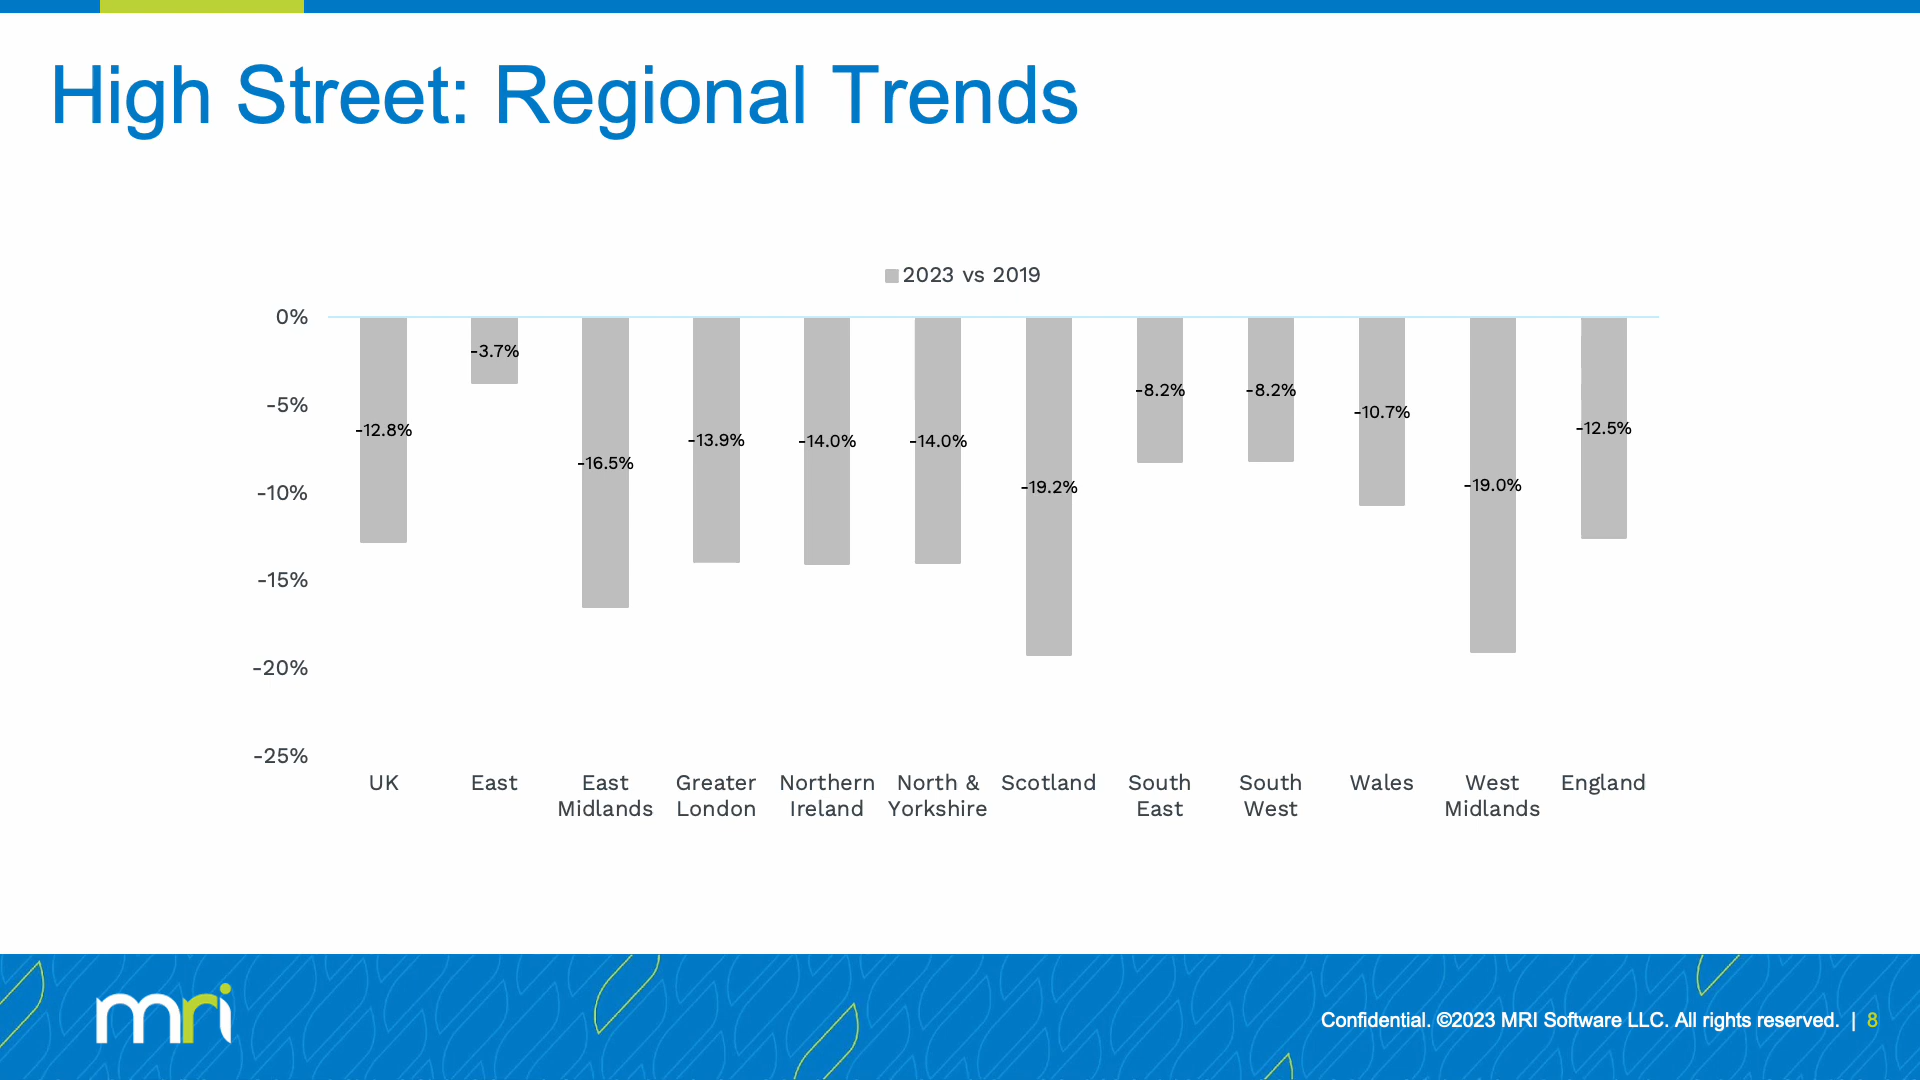 High Street: Regional Trends
2023 vs 2019
0%
-5%
-10%
-15%
-20%
-25%
-12.8%
-3.7%
-16.5%
-13.9%
-14.0%
-14.0%
-19.2%
-8.2%
-8.2%
-10.7%
-19.0%
-12.5%
UK
East
East
Midlands
Greater
London
Northern
Ireland
North &
Yorkshire
Scotland
South
East
South
West
Wales
West
Midlands
England
mri
Confidential. ©2023 MRI Software LLC. All rights reserved. | 8